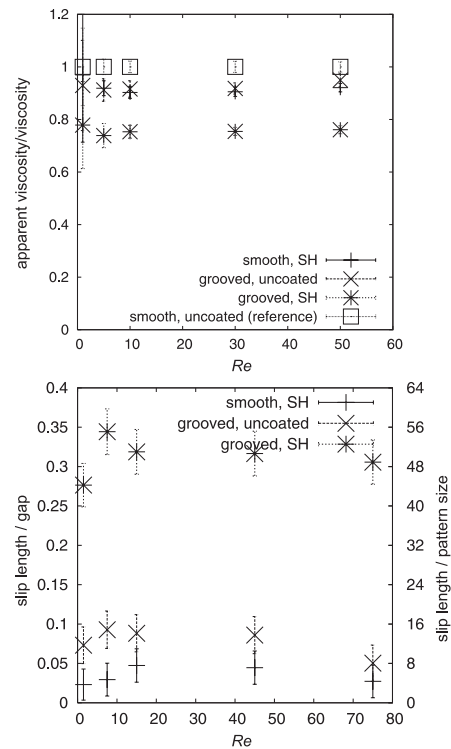 1.2
1
0.8
0.6
0.4
0.2
0
apparent viscosity/viscosity
smooth, SH
grooved, uncoated
grooved, SH
smooth, uncoated (reference)
0 10 20 30 40 50 60
Re
0.4
0.35
0.3
0.25
0.2
0.15
0.1
0.05
0
slip length / gap
smooth, SH
grooved, uncoated
grooved, SH
64
56
48
40
32
24
16
8
0
slip length / pattern size
0 10 20 30 40 50 60 70 80
Re